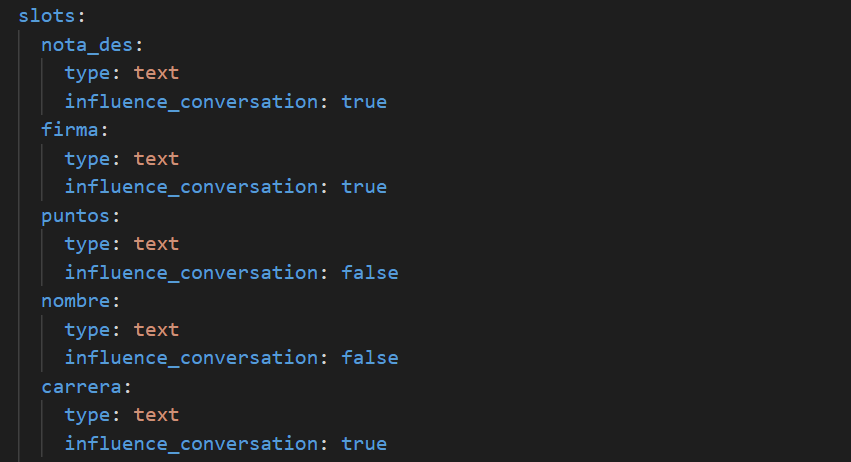 slots:
  nota_des:
    type: text
    influence_conversation: true
  firma:
    type: text
    influence_conversation: true
  puntos:
    type: text
    influence_conversation: false
  nombre:
    type: text
    influence_conversation: false
  carrera:
    type: text
    influence_conversation: true